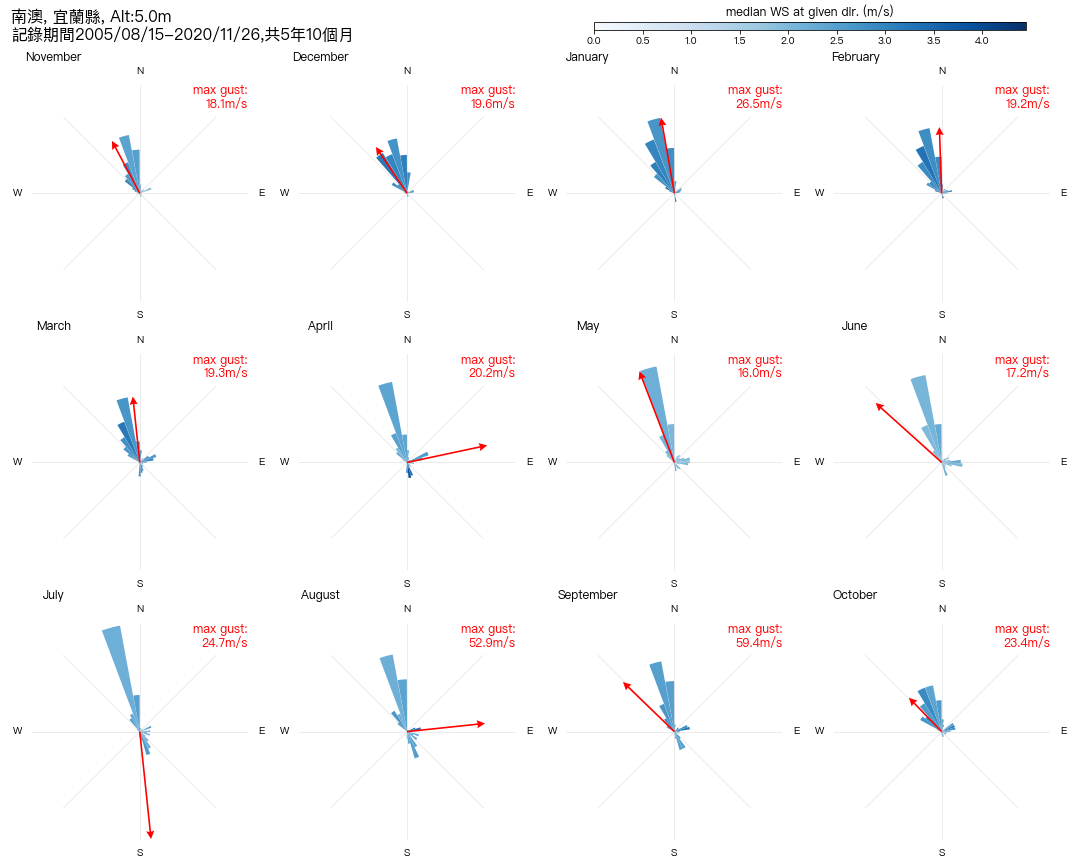 南澳, 宜蘭縣, Alt:5.0m
記錄期間2005/08/15-2020/11/26,共5年10個月
median WS at given dir. (m/s)
0.0 0.5 1.0 1.5 2.0 2.5 3.0 3.5 4.0
November
N
max gust:
18.1m/s
W E
S
December
N
max gust:
19.6m/s
W E
S
January
N
max gust:
26.5m/s
W E
S
February
N
max gust:
19.2m/s
W E
S
March
N
max gust:
19.3m/s
W E
S
April
N
max gust:
20.2m/s
W E
S
May
N
max gust:
16.0m/s
W E
S
June
N
max gust:
17.2m/s
W E
S
July
N
max gust:
24.7m/s
W E
S
August
N
max gust:
52.9m/s
W E
S
September
N
max gust:
59.4m/s
W E
S
October
N
max gust:
23.4m/s
W E
S